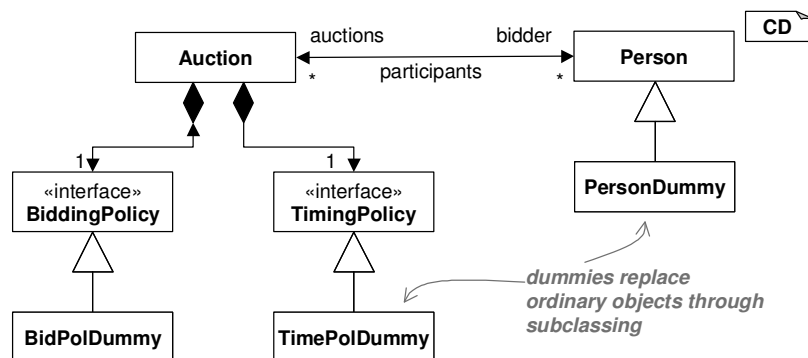 CD
Auction
auctions
bidder
participants
*
*
Person
1
1
«interface»
BiddingPolicy
«interface»
TimingPolicy
PersonDummy
dummies replace
ordinary objects through
subclassing
BidPolDummy
TimePolDummy